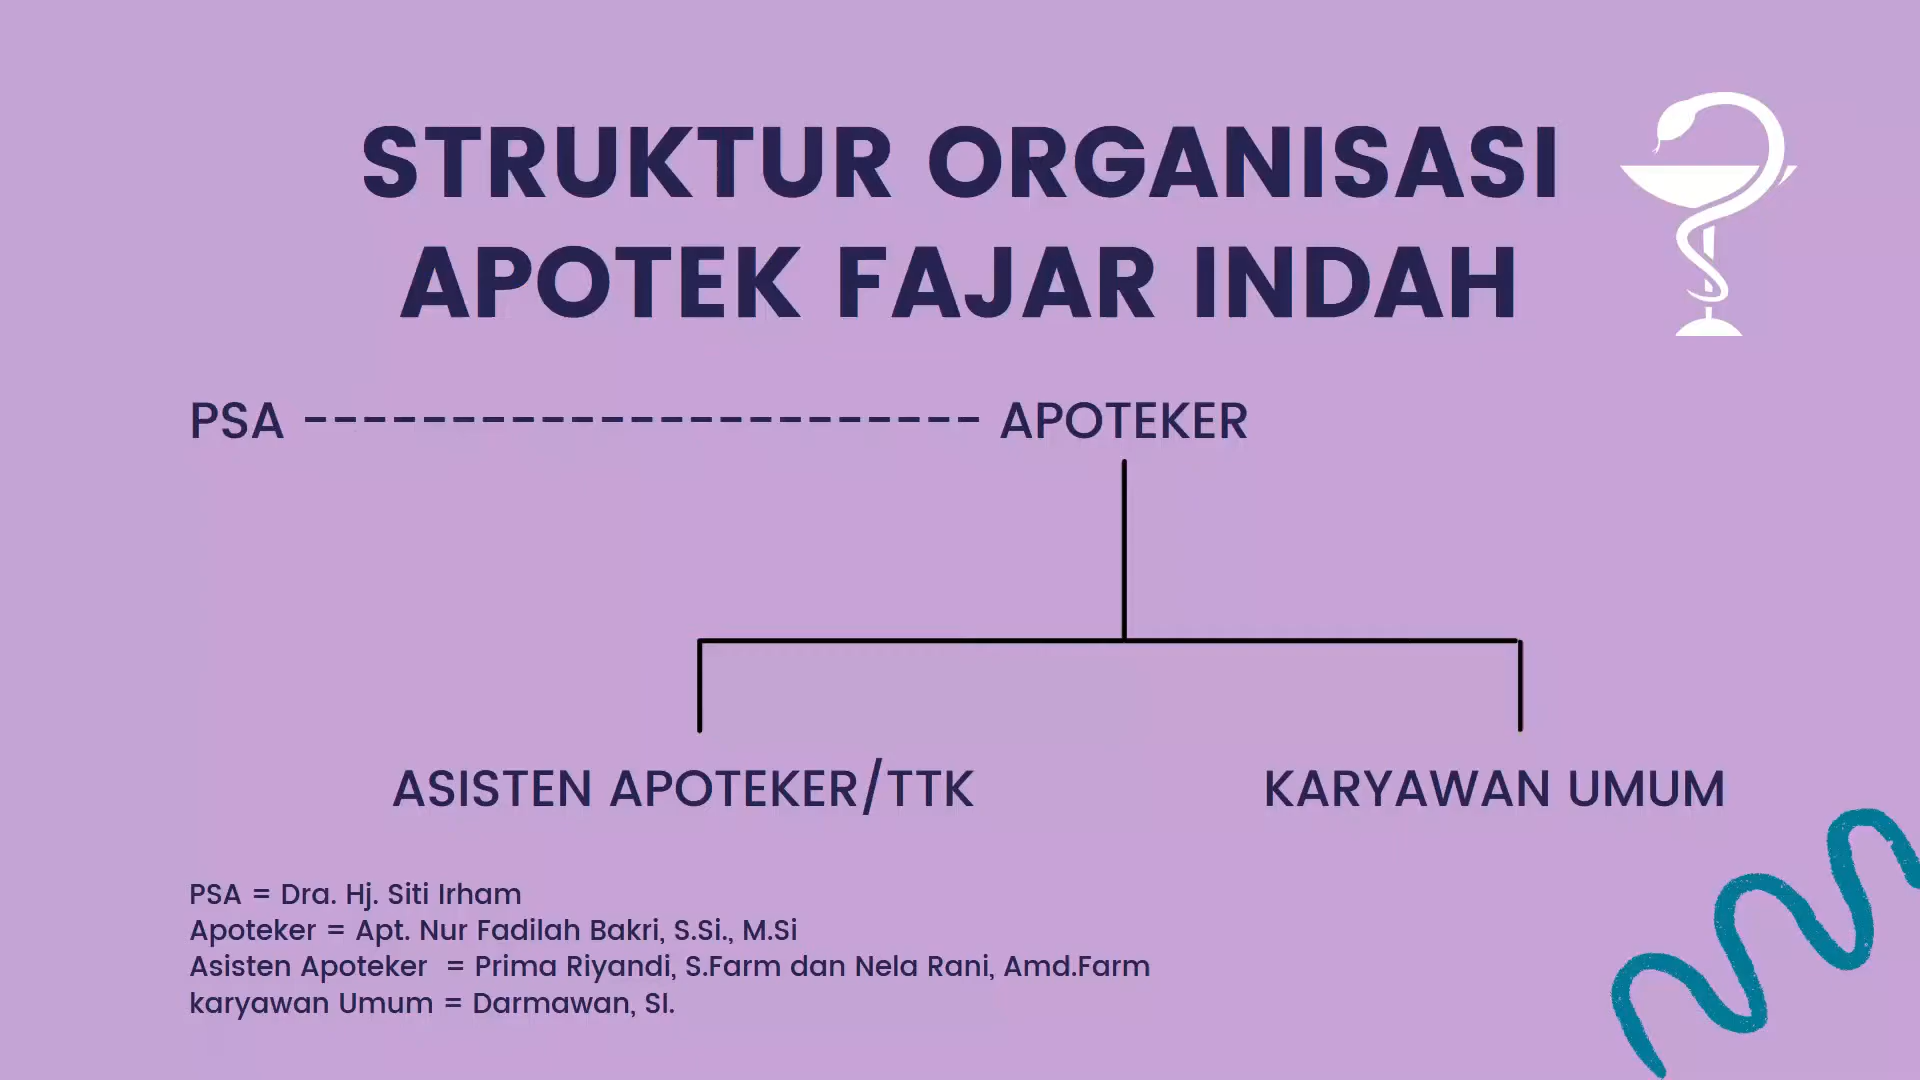 STRUKTUR ORGANISASI
APOTEK FAJAR INDAH
PSA ----------------------- APOTEKER
ASISTEN APOTEKER/TTK
KARYAWAN UMUM
PSA = Dra. Hj. Siti Irham
Apoteker = Apt. Nur Fadilah Bakri, S.Si., M.Si
Asisten Apoteker  = Prima Riyandi, S.Farm dan Nela Rani, Amd.Farm
karyawan Umum = Darmawan, SI.